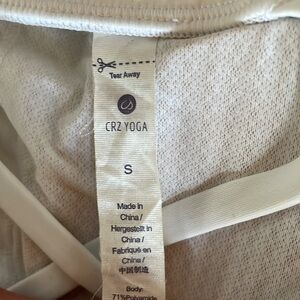 Tear Away
CRZ YOGA
S
Made in
China /
Hergestellt in
China /
Fabriqué en
Chine /
中国制造
Body:
71%Polyamide